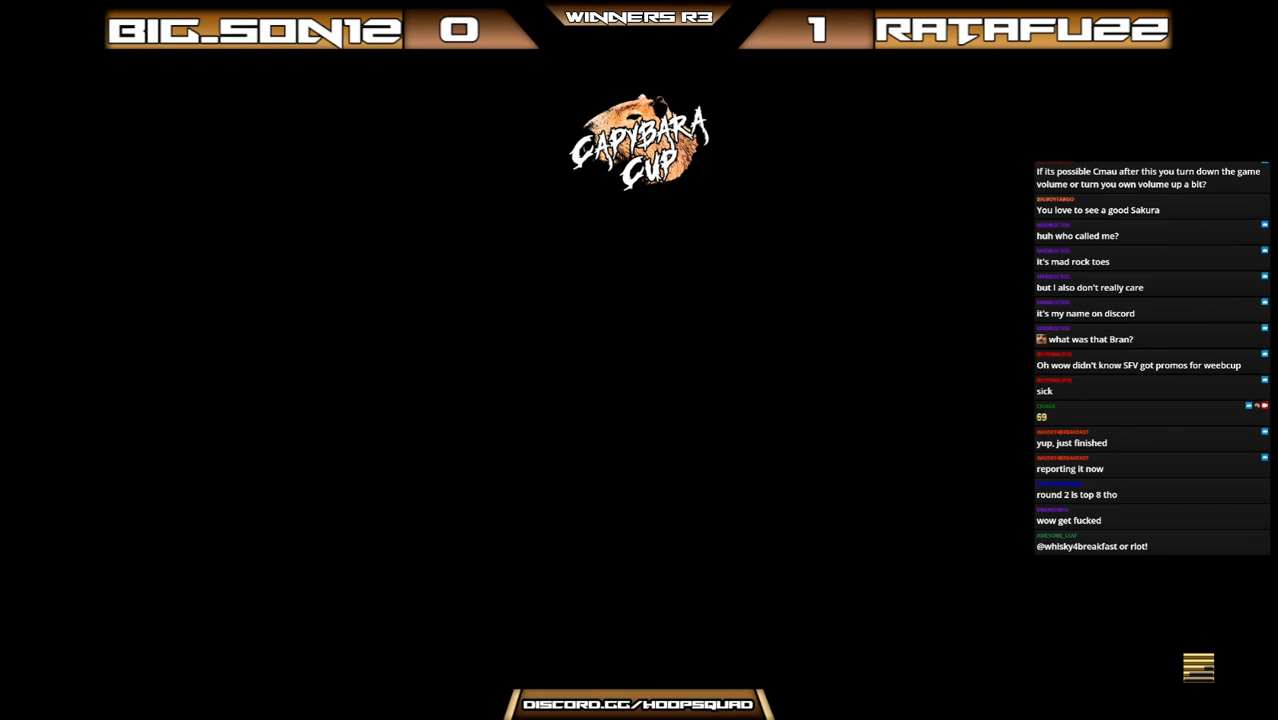 BIG_SON12 0 WINNERS R3 1 RATAFU22
CAPYBARA
CUP
If its possible Cmau after this you turn down the game
volume or turn you own volume up a bit?
BIGBOYFARGO
You love to see a good Sakura
huh who called me?
it's mad rock toes
but I also don't really care
it's my name on discord
what was that Bran?
Oh wow didn't know SFV got promos for weebcup
sick
69
WHISKY4BREAKFAST
yup, just finished
WHISKY4BREAKFAST
reporting it now
round 2 is top 8 tho
wow get fucked
AWESOME_LEAF
@whisky4breakfast or riot!
DISCORD.GG/HOOPSQUAD